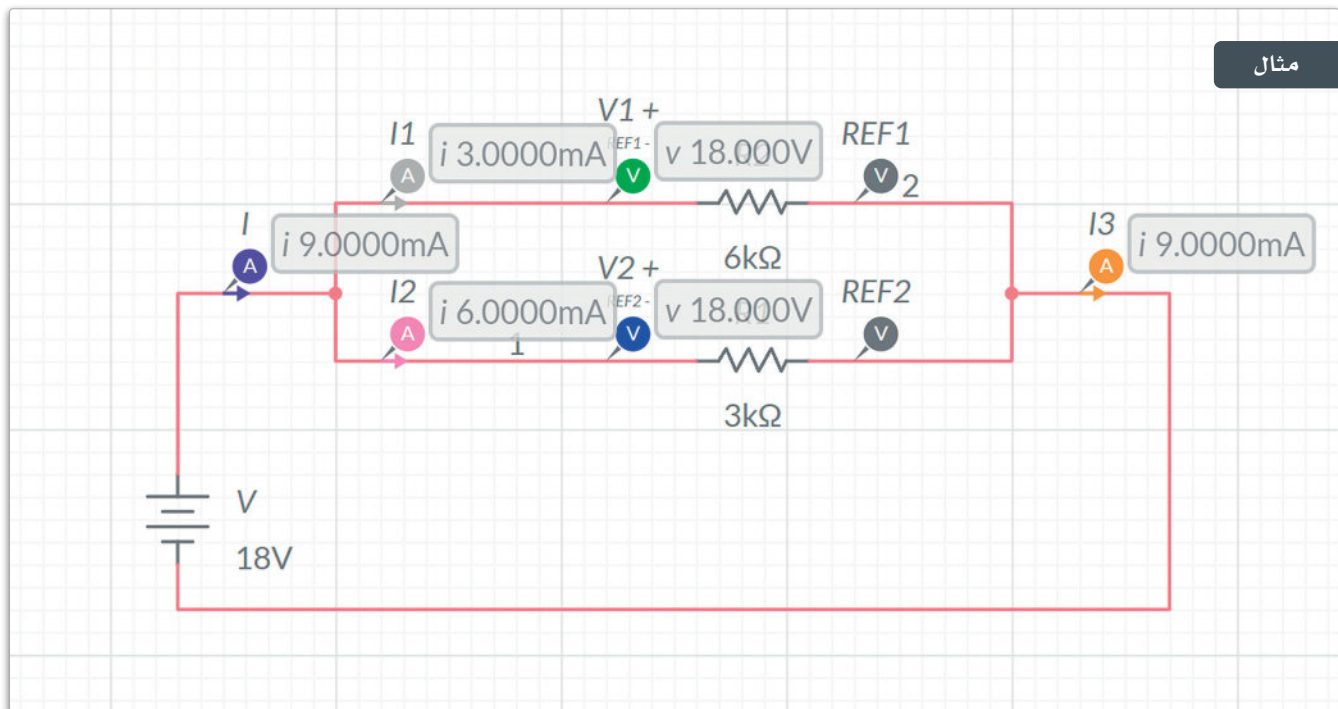 مثال
V1 +
I1
i 3.0000mA
REF1 -
v 18.000V
REF1
2
I
i 9.0000mA
6kΩ
I3
i 9.0000mA
V2 +
I2
i 6.0000mA
REF2 -
v 18.000V
REF2
1
3kΩ
V
18V